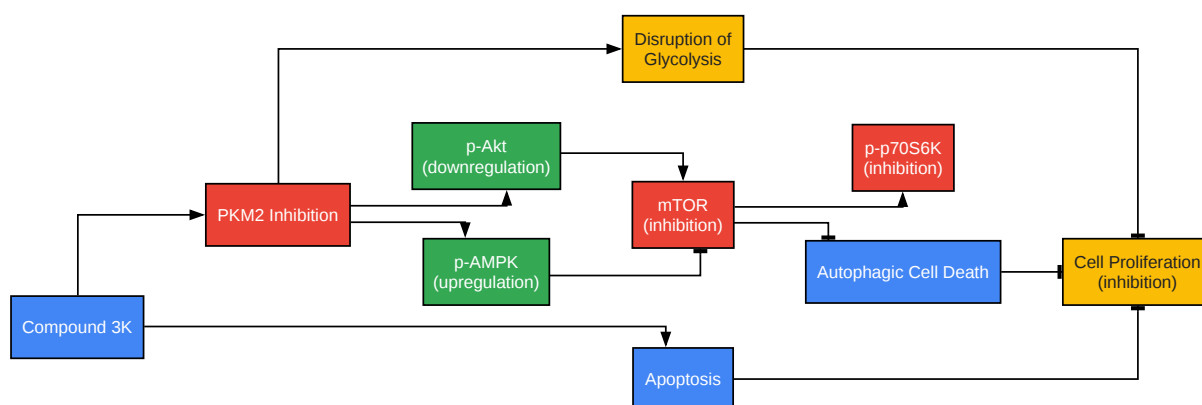 Disruption of
Glycolysis
p-Akt
(downregulation)
p-p70S6K
(inhibition)
PKM2 Inhibition
mTOR
(inhibition)
p-AMPK
(upregulation)
Autophagic Cell Death
Cell Proliferation
(inhibition)
Compound 3K
Apoptosis